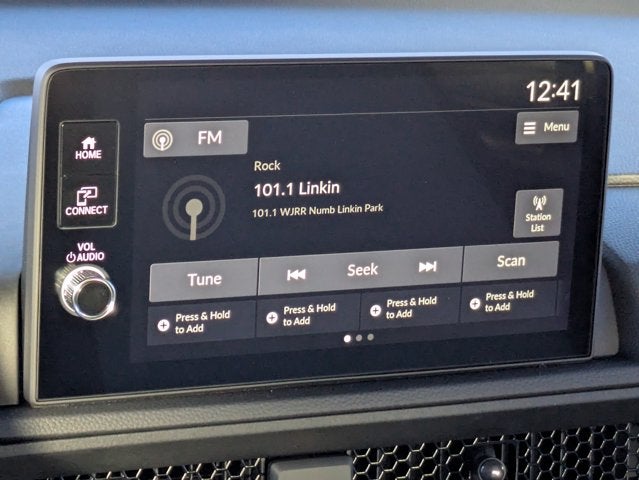 12:41
HOME
FM
Menu
Rock
101.1 Linkin
101.1 WJRR Numb Linkin Park
CONNECT
Station
List
VOL
AUDIO
Tune
Seek
Scan
Press & Hold
to Add
Press & Hold
to Add
Press & Hold
to Add
Press & Hold
to Add